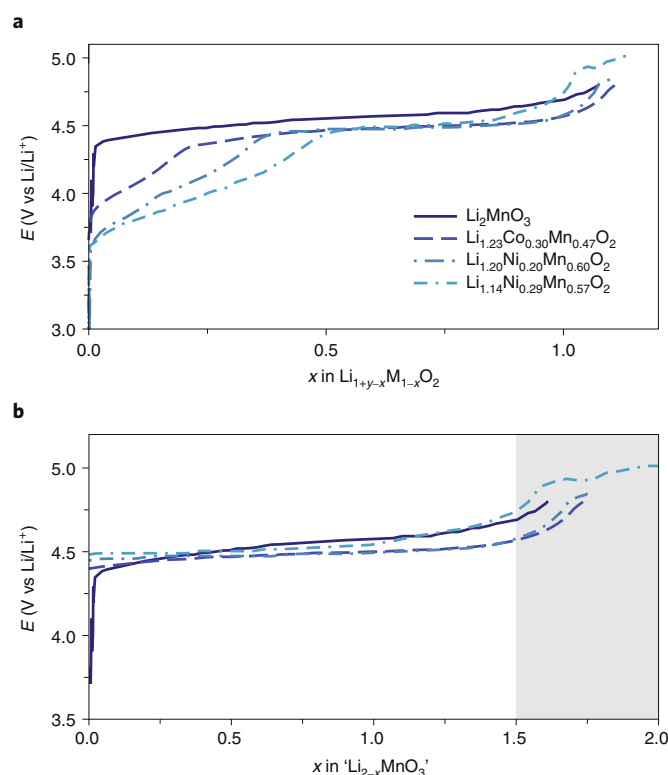 a
5.0
4.5
4.0
3.5
3.0
E (V vs Li/Li⁺)
Li₂MnO₃
Li₁.₂₃Co₀.₃₀Mn₀.₄₇O₂
Li₁.₂₀Ni₀.₂₀Mn₀.₆₀O₂
Li₁.₁₄Ni₀.₂₉Mn₀.₅₇O₂
0.0 0.5 1.0
x in Li₁₊y₋ₓM₁₋ₓO₂
b
5.0
4.5
4.0
3.5
E (V vs Li/Li⁺)
0.0 0.5 1.0 1.5 2.0
x in ‘Li₂₋ₓMnO₃’